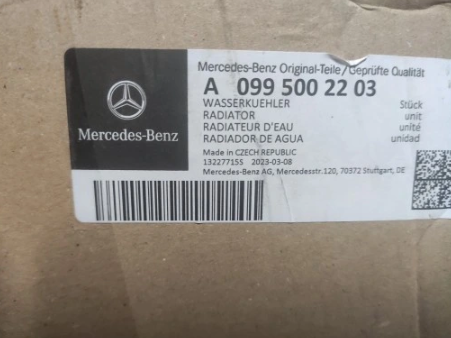 Mercedes-Benz Original-Teile/Geprüfte Qualität
A 099 500 22 03
WASSERKUEHLER Stück
RADIATOR unit
RADIATEUR D'EAU unité
RADIADOR DE AGUA unidad
Made in CZECH REPUBLIC
132277155 2023-03-08
Mercedes-Benz AG, Mercedesstr.120, 70372 Stuttgart, DE
Mercedes-Benz